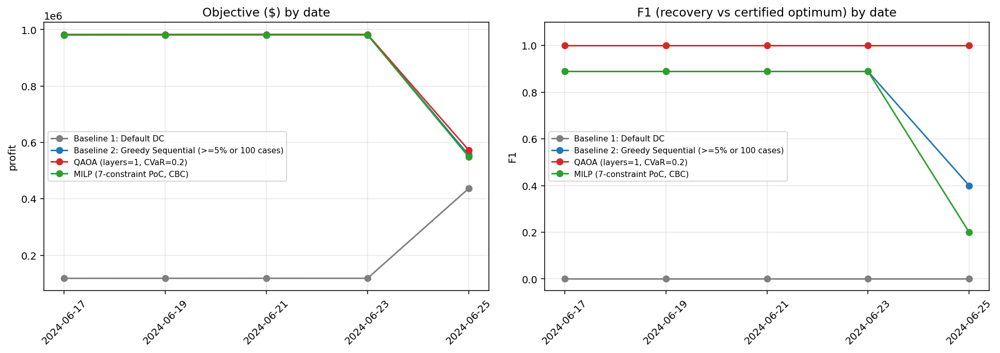 Objective ($) by date
1e6
1.0
0.8
0.6
0.4
0.2
profit
Baseline 1: Default DC
Baseline 2: Greedy Sequential (>=5% or 100 cases)
QAOA (layers=1, CVaR=0.2)
MILP (7-constraint PoC, CBC)
2024-06-17
2024-06-19
2024-06-21
2024-06-23
2024-06-25
F1 (recovery vs certified optimum) by date
1.0
0.8
0.6
0.4
0.2
0.0
F1
Baseline 1: Default DC
Baseline 2: Greedy Sequential (>=5% or 100 cases)
QAOA (layers=1, CVaR=0.2)
MILP (7-constraint PoC, CBC)
2024-06-17
2024-06-19
2024-06-21
2024-06-23
2024-06-25